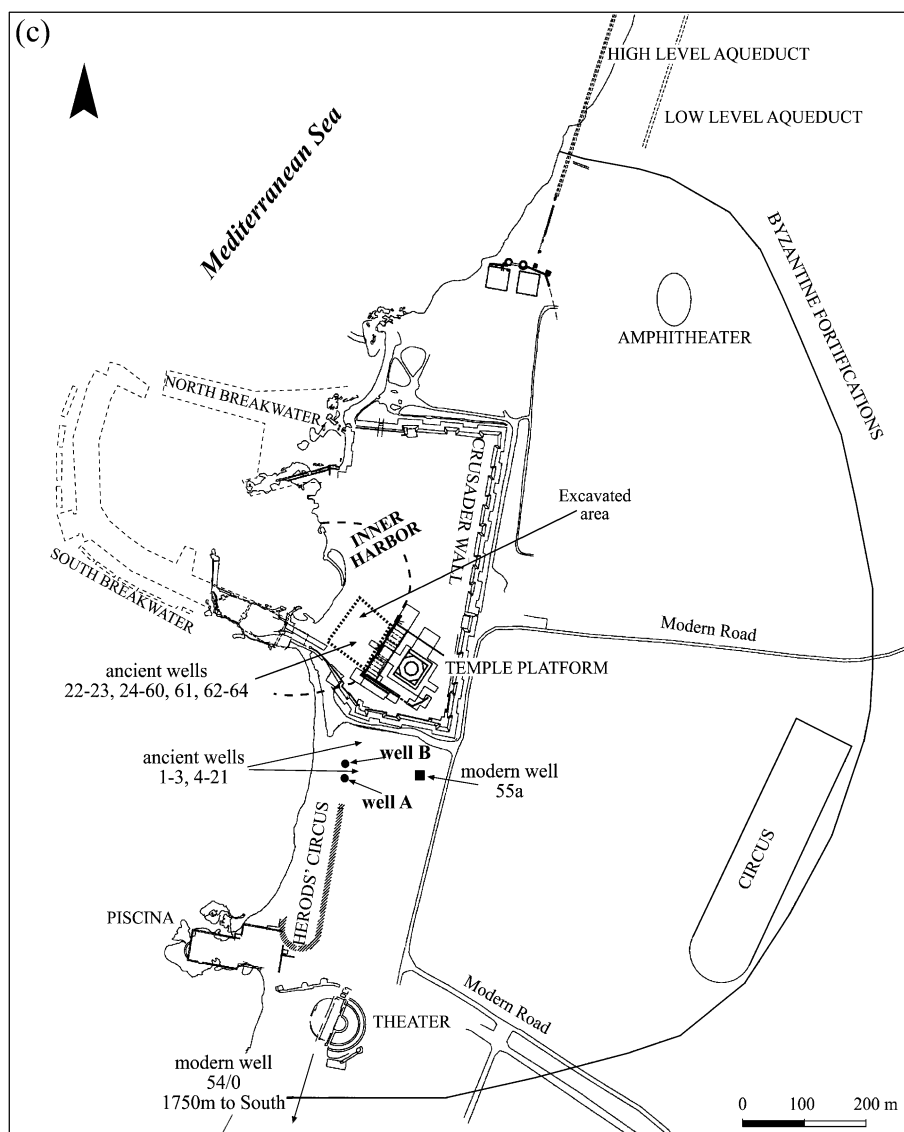 (c)
HIGH LEVEL AQUEDUCT
LOW LEVEL AQUEDUCT
Mediterranean Sea
BYZANTINE FORTIFICATIONS
AMPHITHEATER
NORTH BREAKWATER
CRUSADER WALL
Excavated
area
INNER
HARBOR
SOUTH BREAKWATER
Modern Road
TEMPLE PLATFORM
ancient wells
22-23, 24-60, 61, 62-64
ancient wells
1-3, 4-21
well B
well A
modern well
55a
HERODS' CIRCUS
CIRCUS
PISCINA
Modern Road
THEATER
modern well
54/0
1750m to South
0 100 200 m